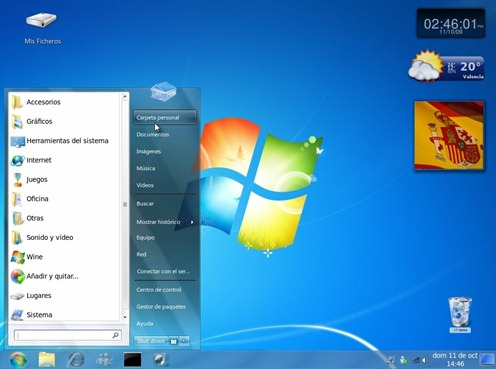 Mis Ficheros
02:46:01 PM
11/10/09
20°
Valencia
Accesorios
Gráficos
Herramientas del sistema
Internet
Juegos
Oficina
Otras
Sonido y vídeo
Wine
Añadir y quitar...
Lugares
Sistema
Carpeta personal
Documentos
Imágenes
Música
Vídeos
Buscar
Mostrar histórico
Equipo
Red
Conectar con el ser...
Centro de control
Gestor de paquetes
Ayuda
Shut down
dom 11 de oct
14:46